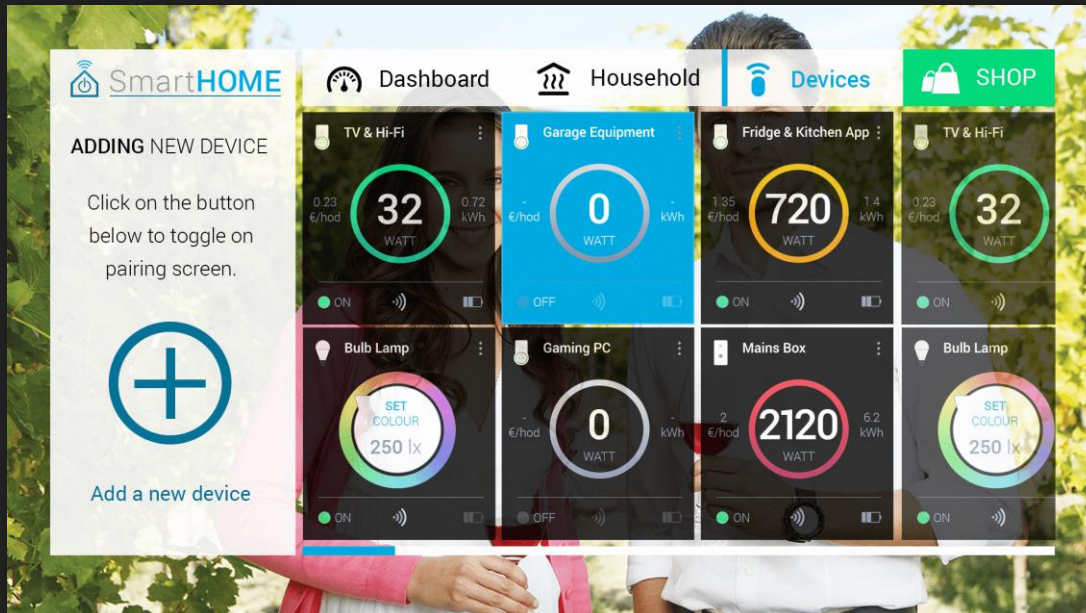 SmartHOME
Dashboard
Household
Devices
SHOP
ADDING NEW DEVICE
Click on the button
below to toggle on
pairing screen.
Add a new device
TV & Hi-Fi
0.23
€/hod
32
WATT
0.72
kWh
ON
Garage Equipment
-
€/hod
0
WATT
-
kWh
OFF
Fridge & Kitchen App
1.35
€/hod
720
WATT
1.4
kWh
ON
TV & Hi-Fi
0.23
€/hod
32
WATT
ON
Bulb Lamp
SET
COLOUR
250 lx
ON
Gaming PC
-
€/hod
0
WATT
-
kWh
OFF
Mains Box
2
€/hod
2120
WATT
6.2
kWh
ON
Bulb Lamp
SET
COLOUR
250 lx
ON